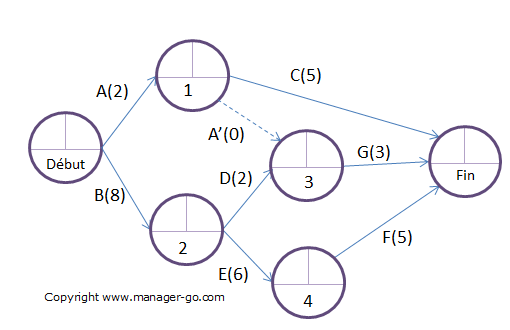 C(5)
A(2)
1
A’(0)
G(3)
Début
D(2)
3
Fin
B(8)
2
F(5)
E(6)
4
Copyright www.manager-go.com